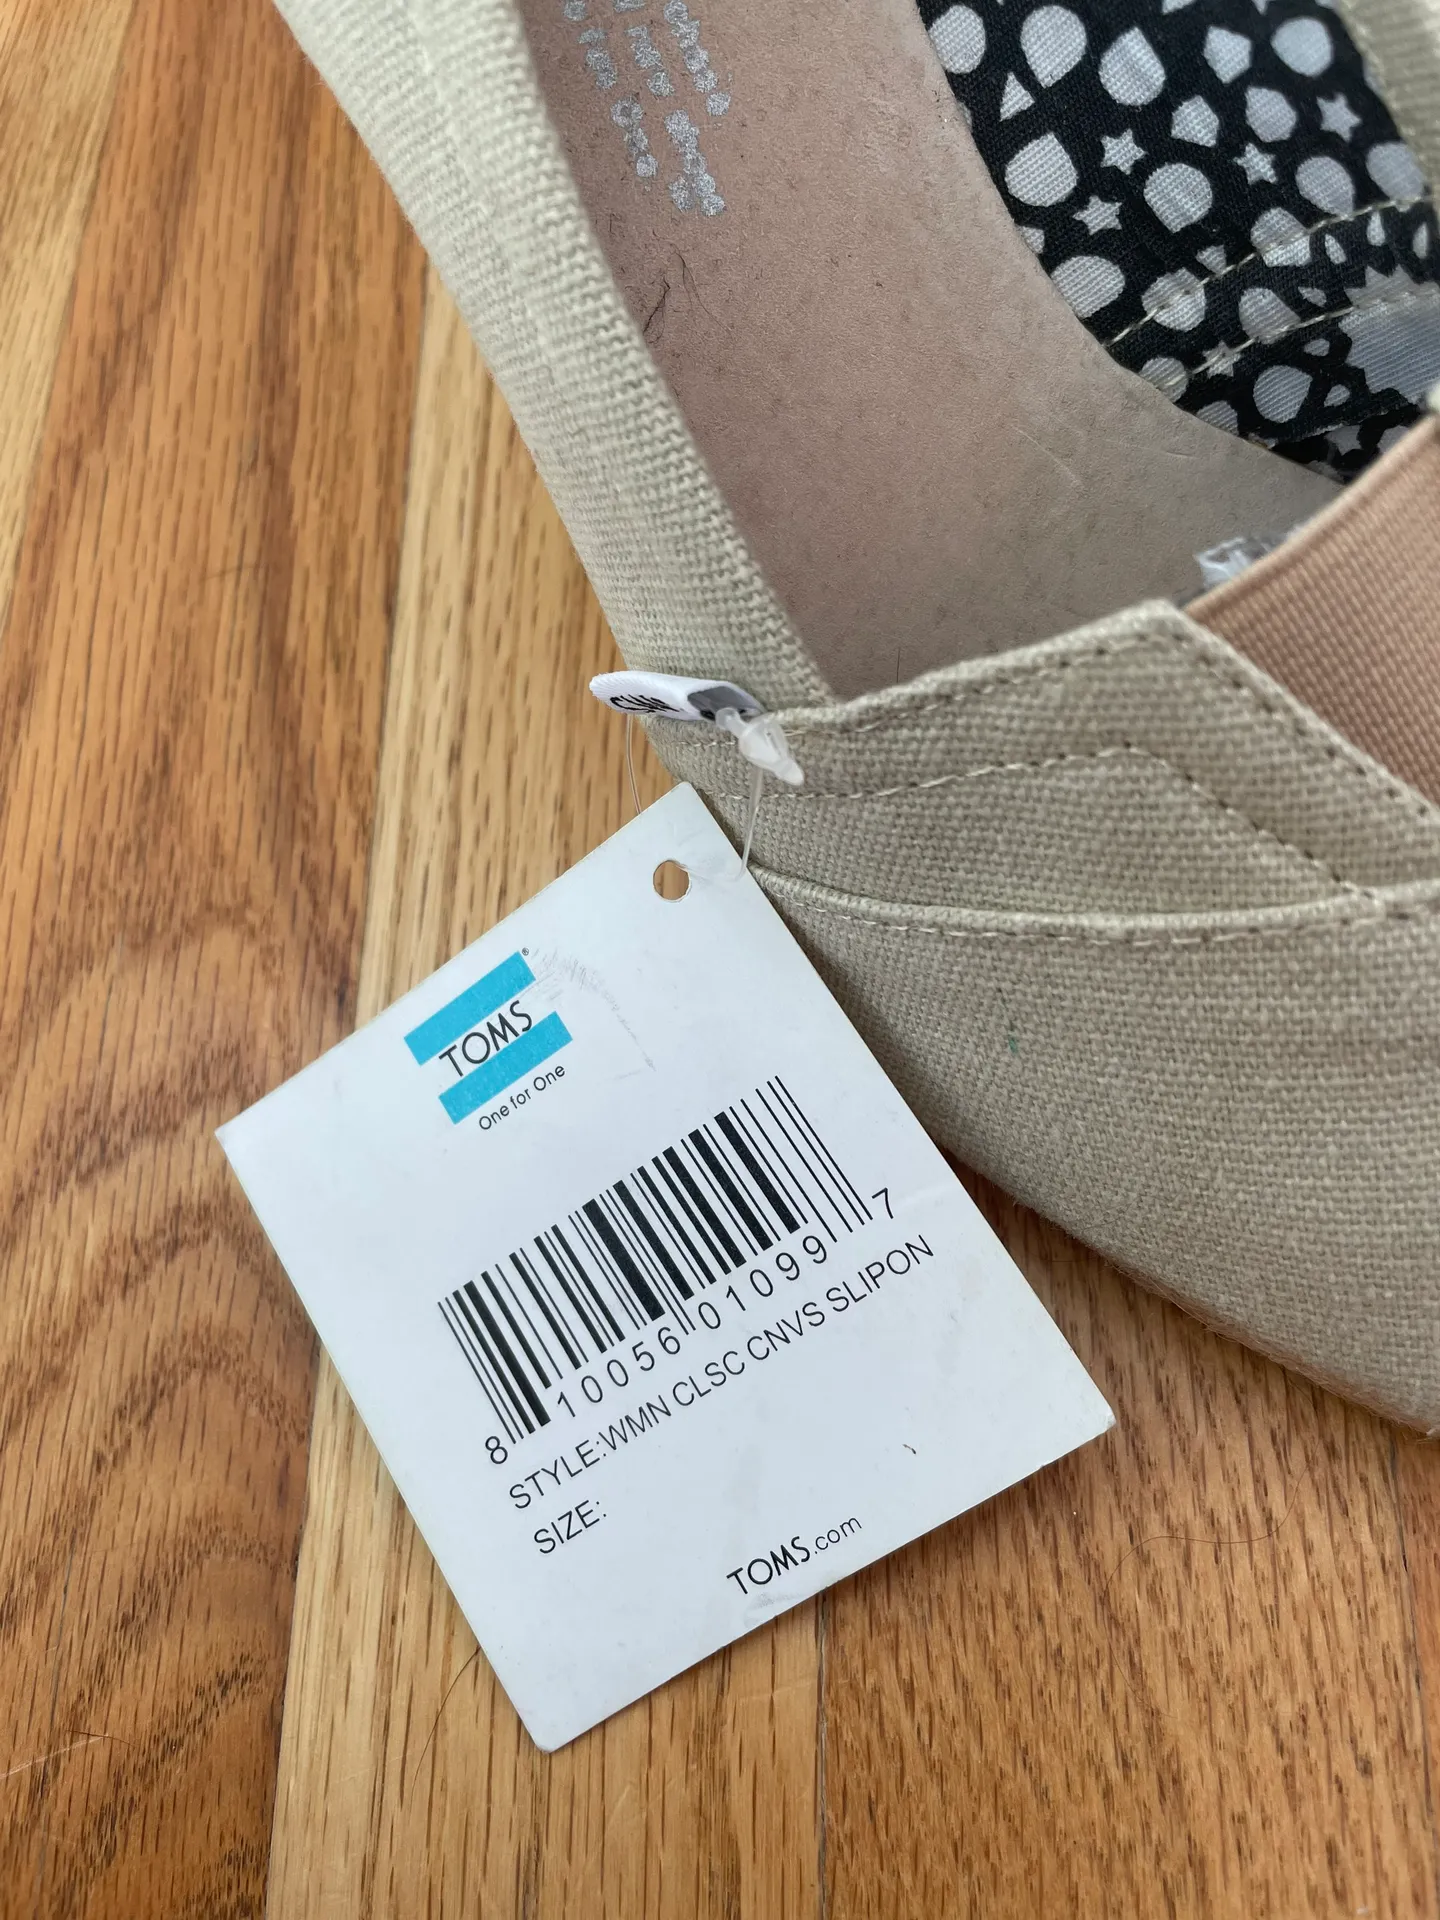 TOMS®
One for One
8 10056 01099 7
STYLE:WMN CLSC CNVS SLIPON
SIZE:
TOMS.com